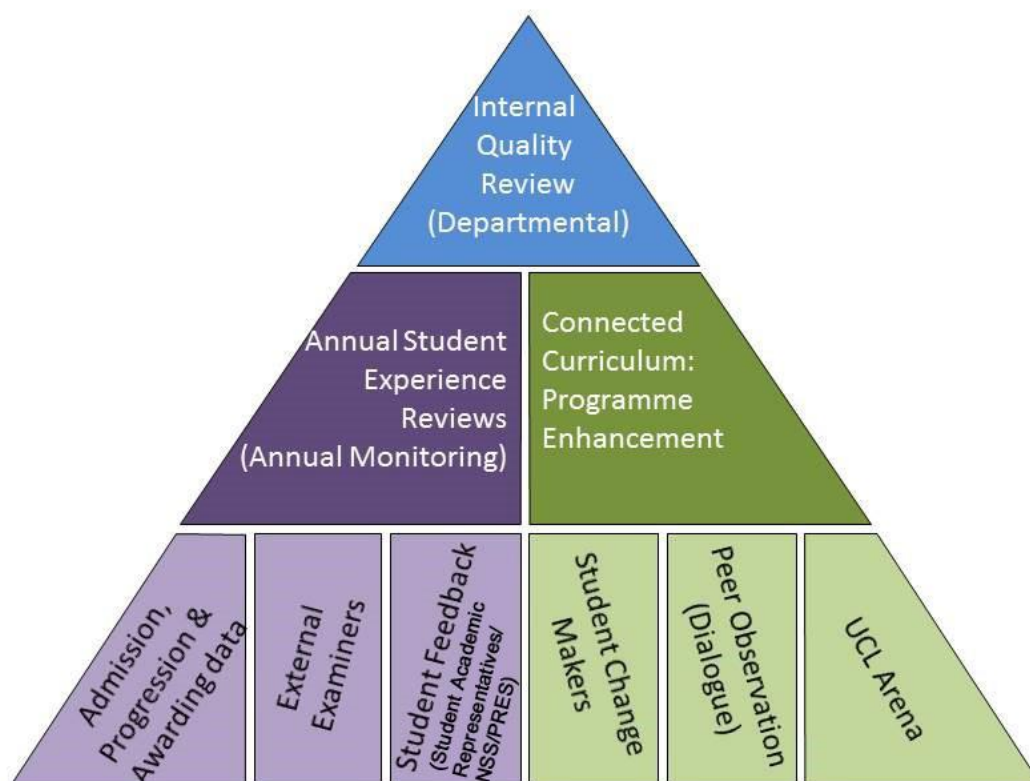 Internal
Quality
Review
(Departmental)
Annual Student
Experience
Reviews
(Annual Monitoring)
Connected
Curriculum:
Programme
Enhancement
Admission,
Progression &
Awarding data
External
Examiners
Student Feedback
(Student Academic
Representatives/
NSS/PRES)
Student Change
Makers
Peer Observation
(Dialogue)
UCL Arena